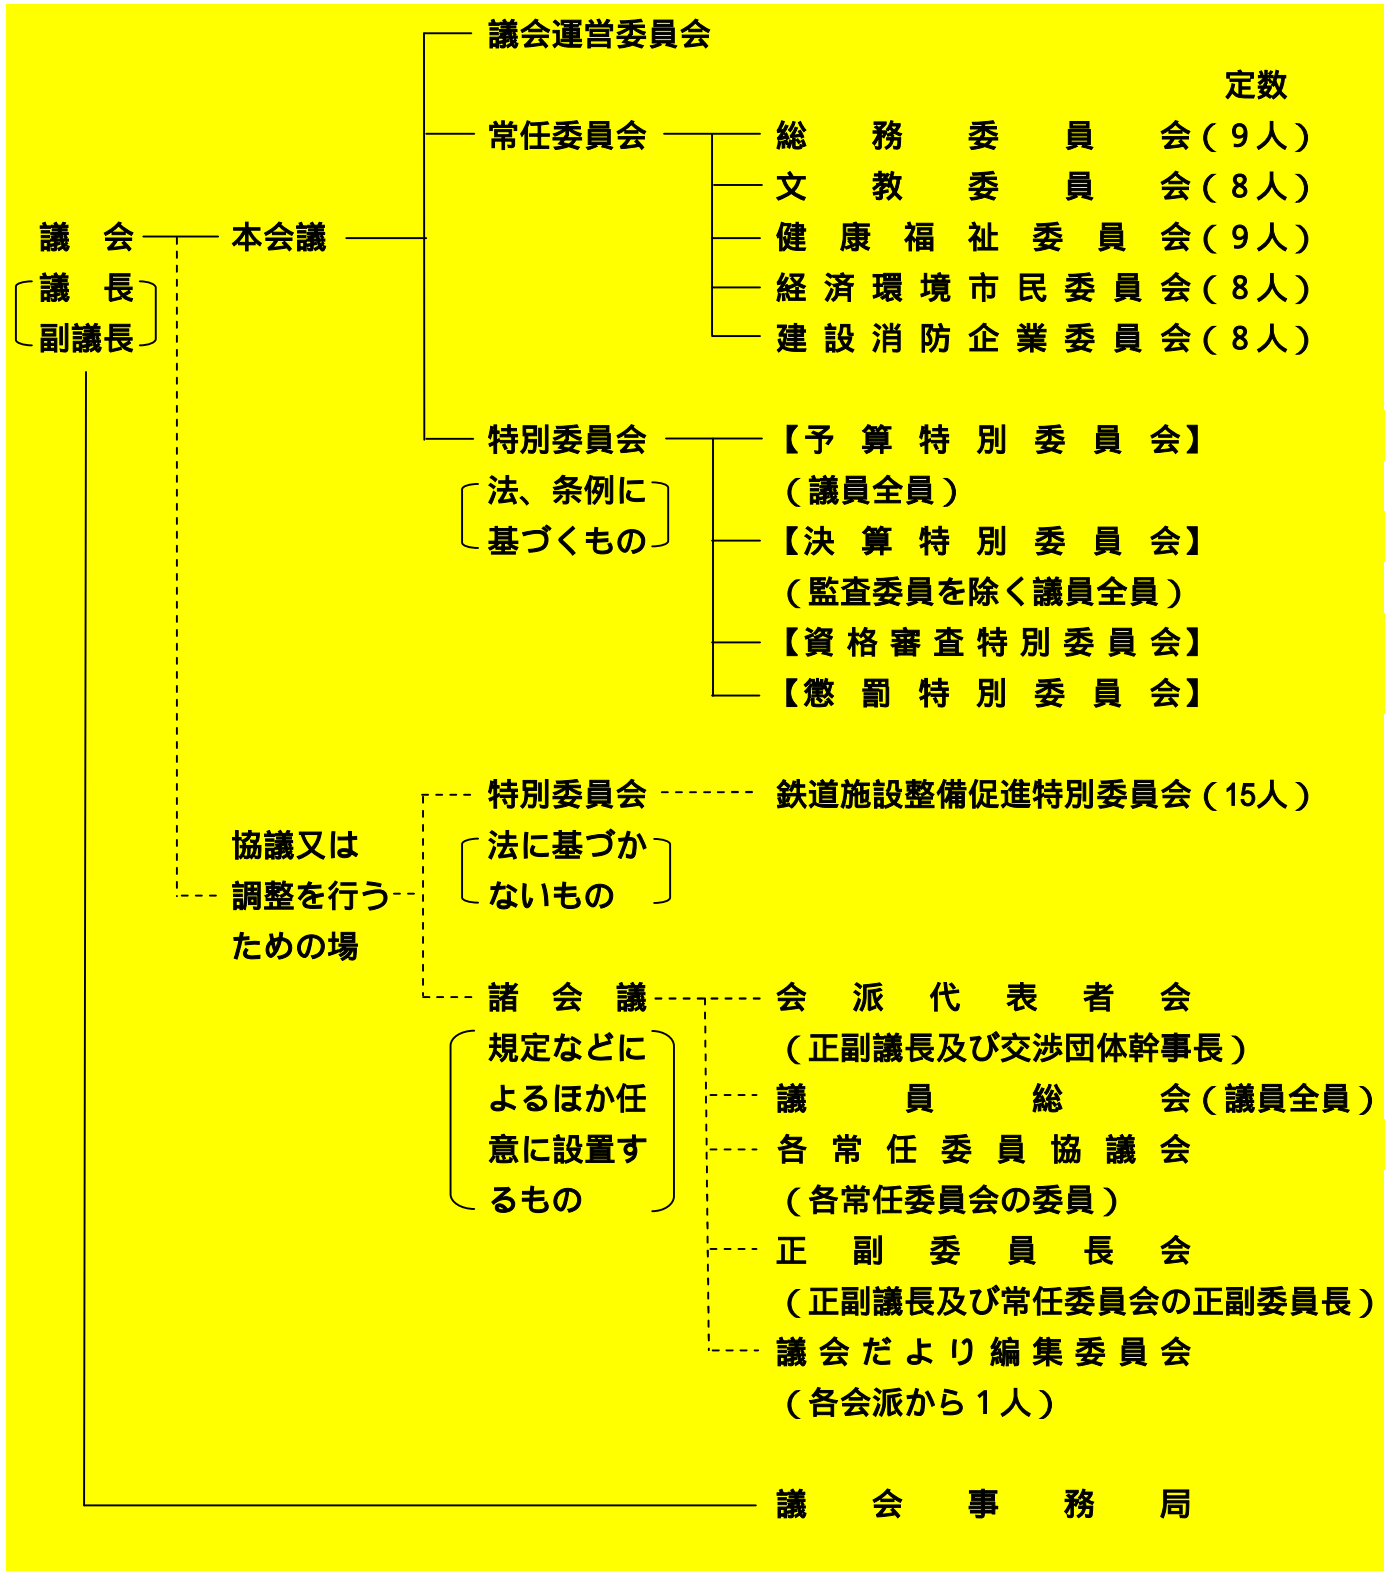 議会運営委員会
定数
常任委員会 総務委員会(9人)
文教委員会(8人)
議会 本会議 健康福祉委員会(9人)
議長 経済環境市民委員会(8人)
副議長 建設消防企業委員会(8人)
特別委員会 【予算特別委員会】
法、条例に (議員全員)
基づくもの 【決算特別委員会】
(監査委員を除く議員全員)
【資格審査特別委員会】
【懲罰特別委員会】
特別委員会 鉄道施設整備促進特別委員会(15人)
協議又は 法に基づか
調整を行う ないもの
ための場
諸会議 会派代表者会
規定などに (正副議長及び交渉団体幹事長)
よるほか任 議員総会(議員全員)
意に設置す 各常任委員協議会
るもの (各常任委員会の委員)
正副委員長会
(正副議長及び常任委員会の正副委員長)
議会だより編集委員会
(各会派から1人)
議会事務局